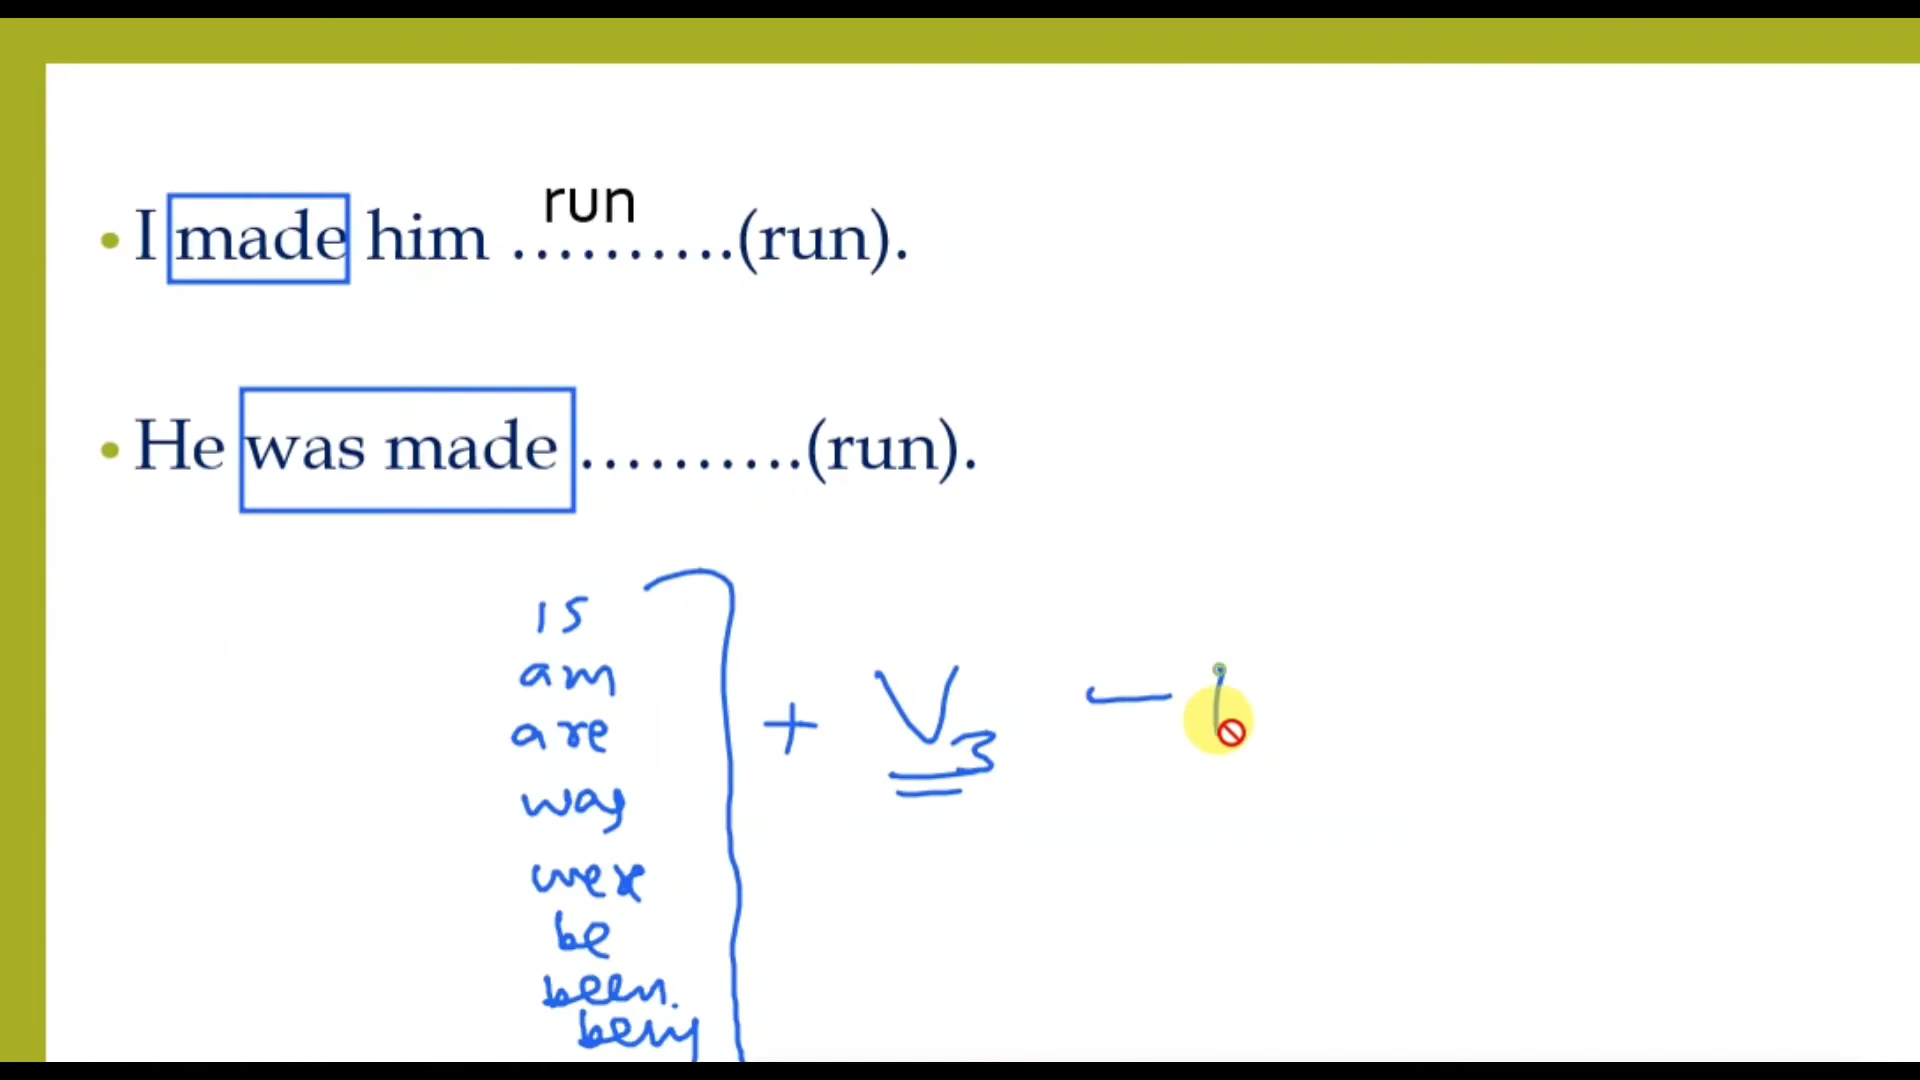 run
• I made him ……….(run).
• He was made ……….(run).
is
am
are
was
were
be
been.
being
+ V3 —